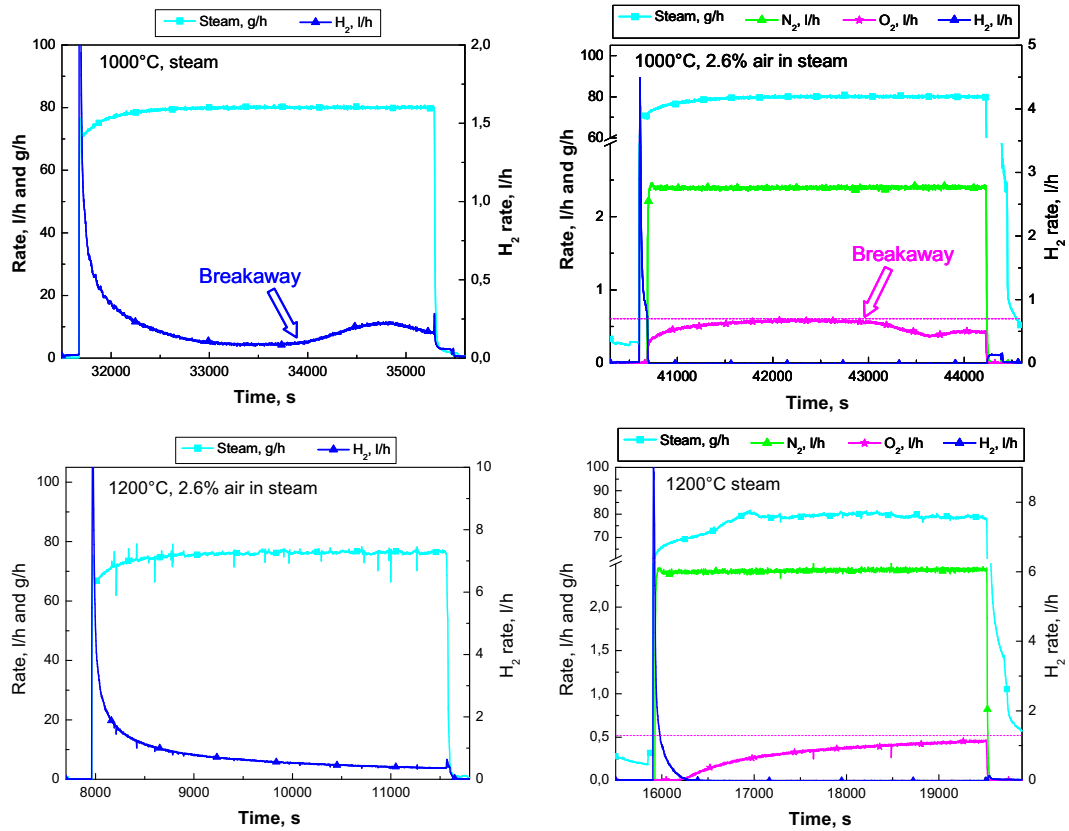 Steam, g/h H₂, l/h
1000°C, steam
Rate, l/h and g/h
100
80
60
40
20
0
2,0
1,5
1,0
0,5
0,0
H₂ rate, l/h
Breakaway
32000 33000 34000 35000
Time, s
Steam, g/h N₂, l/h O₂, l/h H₂, l/h
1000°C, 2.6% air in steam
Rate, l/h and g/h
100
90
80
70
60
2
1
0
5
4
3
2
1
0
H₂ rate, l/h
Breakaway
41000 42000 43000 44000
Time, s
Steam, g/h H₂, l/h
1200°C, 2.6% air in steam
Rate, l/h and g/h
100
80
60
40
20
0
10
8
6
4
2
0
H₂ rate, l/h
8000 9000 10000 11000
Time, s
Steam, g/h N₂, l/h O₂, l/h H₂, l/h
1200°C steam
Rate, l/h and g/h
100
90
80
70
2,0
1,5
1,0
0,5
0,0
8
6
4
2
0
H₂ rate, l/h
16000 17000 18000 19000
Time, s